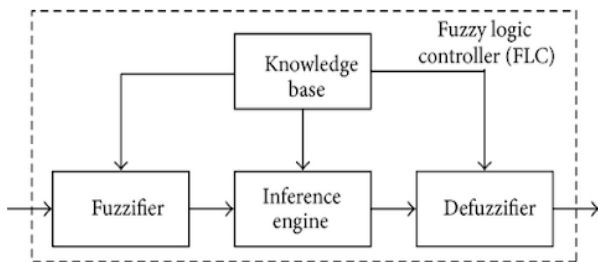 Fuzzy logic
controller (FLC)
Knowledge
base
Fuzzifier
Inference
engine
Defuzzifier